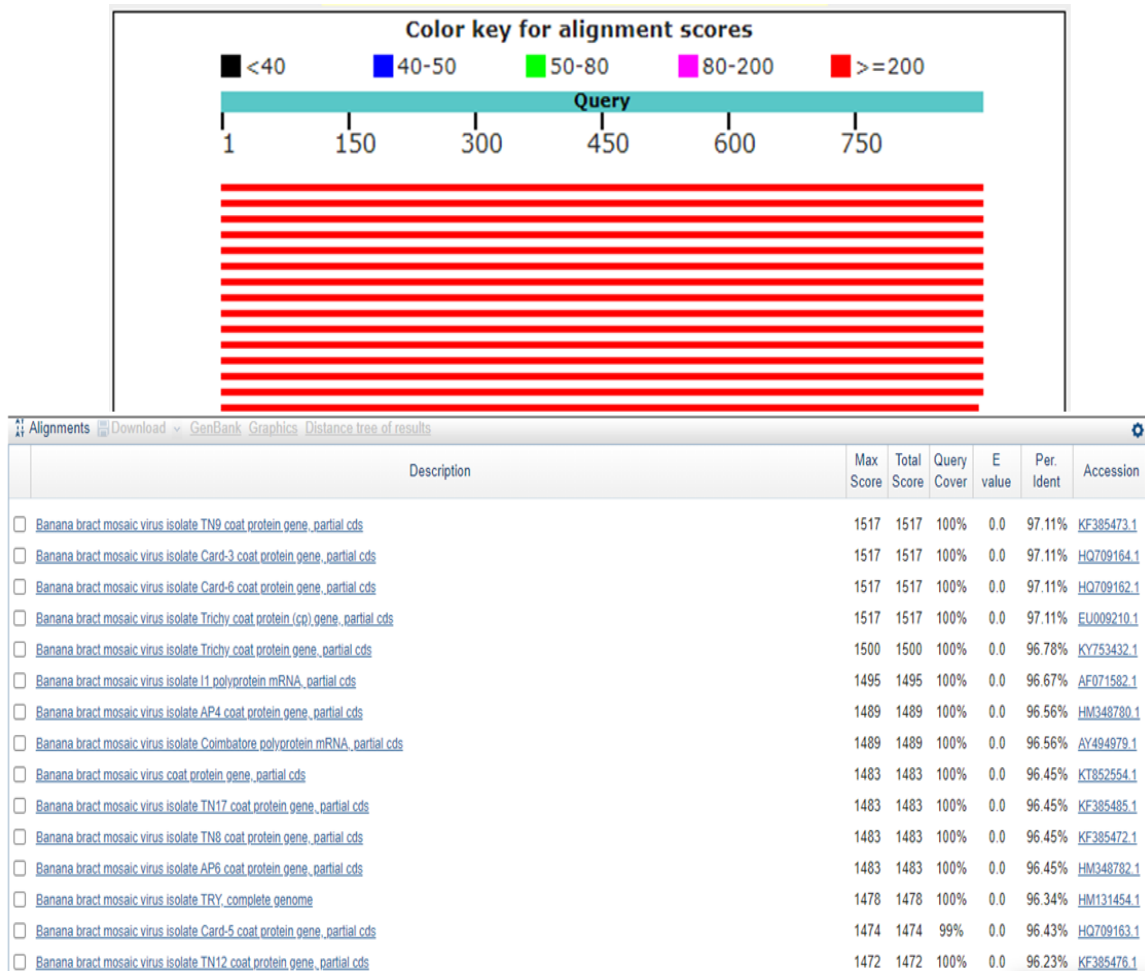 Color key for alignment scores
<40 40-50 50-80 80-200 >=200
Query
1 150 300 450 600 750
Alignments Download GenBank Graphics Distance tree of results
Description Max Score Total Score Query Cover E value Per. Ident Accession
Banana bract mosaic virus isolate TN9 coat protein gene, partial cds 1517 1517 100% 0.0 97.11% KF385473.1
Banana bract mosaic virus isolate Card-3 coat protein gene, partial cds 1517 1517 100% 0.0 97.11% HQ709164.1
Banana bract mosaic virus isolate Card-6 coat protein gene, partial cds 1517 1517 100% 0.0 97.11% HQ709162.1
Banana bract mosaic virus isolate Trichy coat protein (cp) gene, partial cds 1517 1517 100% 0.0 97.11% EU009210.1
Banana bract mosaic virus isolate Trichy coat protein gene, partial cds 1500 1500 100% 0.0 96.78% KY753432.1
Banana bract mosaic virus isolate I1 polyprotein mRNA, partial cds 1495 1495 100% 0.0 96.67% AF071582.1
Banana bract mosaic virus isolate AP4 coat protein gene, partial cds 1489 1489 100% 0.0 96.56% HM348780.1
Banana bract mosaic virus isolate Coimbatore polyprotein mRNA, partial cds 1489 1489 100% 0.0 96.56% AY494979.1
Banana bract mosaic virus coat protein gene, partial cds 1483 1483 100% 0.0 96.45% KT852554.1
Banana bract mosaic virus isolate TN17 coat protein gene, partial cds 1483 1483 100% 0.0 96.45% KF385485.1
Banana bract mosaic virus isolate TN8 coat protein gene, partial cds 1483 1483 100% 0.0 96.45% KF385472.1
Banana bract mosaic virus isolate AP6 coat protein gene, partial cds 1483 1483 100% 0.0 96.45% HM348782.1
Banana bract mosaic virus isolate TRY, complete genome 1478 1478 100% 0.0 96.34% HM131454.1
Banana bract mosaic virus isolate Card-5 coat protein gene, partial cds 1474 1474 99% 0.0 96.43% HQ709163.1
Banana bract mosaic virus isolate TN12 coat protein gene, partial cds 1472 1472 100% 0.0 96.23% KF385476.1